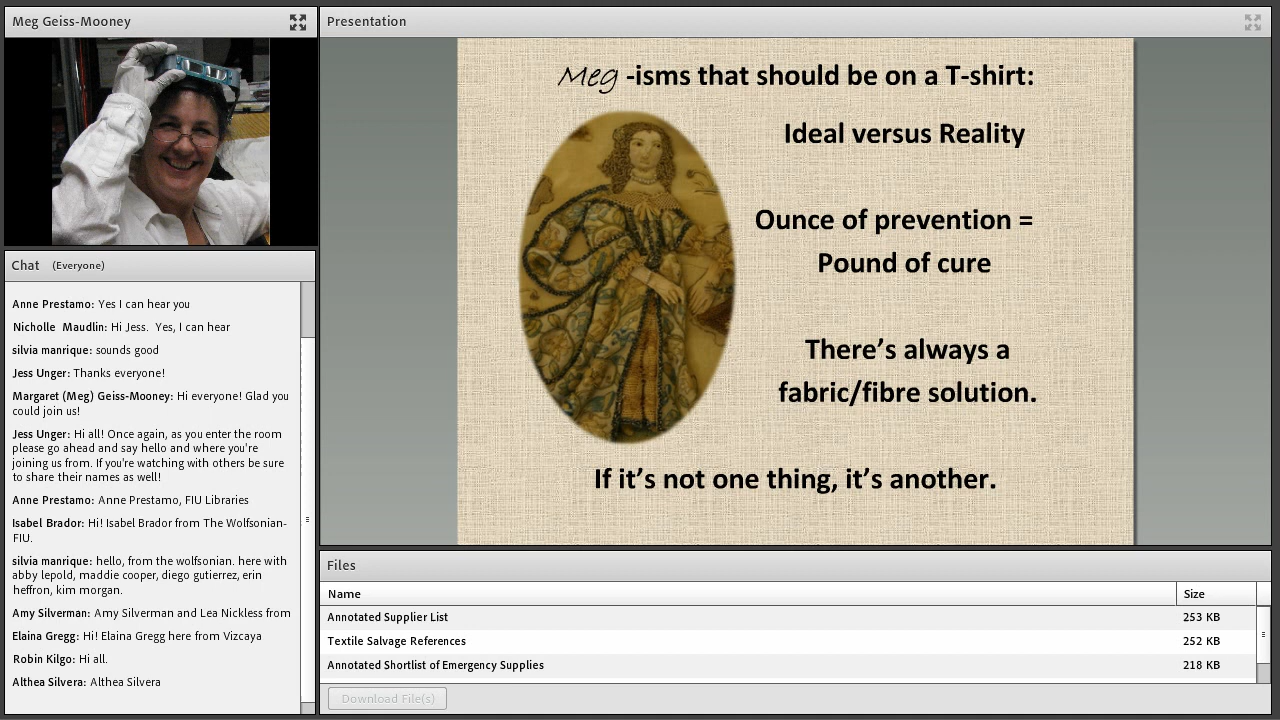 Meg Geiss-Mooney
Presentation
Meg -isms that should be on a T-shirt:
Ideal versus Reality
Ounce of prevention =
Pound of cure
There’s always a
fabric/fibre solution.
If it’s not one thing, it’s another.
Chat (Everyone)
Anne Prestamo: Yes I can hear you
Nicholle Maudlin: Hi Jess. Yes, I can hear
silvia manrique: sounds good
Jess Unger: Thanks everyone!
Margaret (Meg) Geiss-Mooney: Hi everyone! Glad you
could join us!
Jess Unger: Hi all! Once again, as you enter the room
please go ahead and say hello and where you're
joining us from. If you're watching with others be sure
to share their names as well!
Anne Prestamo: Anne Prestamo, FIU Libraries
Isabel Brador: Hi! Isabel Brador from The Wolfsonian-
FIU.
silvia manrique: hello, from the wolfsonian. here with
abby lepold, maddie cooper, diego gutierrez, erin
heffron, kim morgan.
Amy Silverman: Amy Silverman and Lea Nickless from
Elaina Gregg: Hi! Elaina Gregg here from Vizcaya
Robin Kilgo: Hi all.
Althea Silvera: Althea Silvera
Files
Name Size
Annotated Supplier List 253 KB
Textile Salvage References 252 KB
Annotated Shortlist of Emergency Supplies 218 KB
Download File(s)